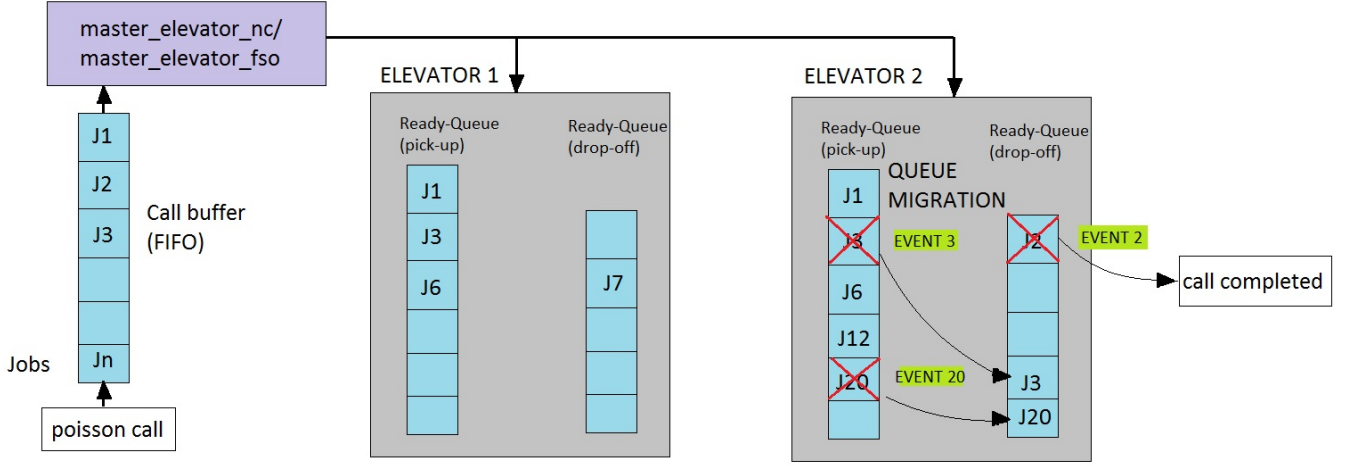 master_elevator_nc/
master_elevator_fso
J1
J2
J3
Jn
Call buffer
(FIFO)
Jobs
poisson call
ELEVATOR 1
Ready-Queue
(pick-up)
J1
J3
J6
Ready-Queue
(drop-off)
J7
ELEVATOR 2
Ready-Queue
(pick-up)
J1
J3
J6
J12
J20
QUEUE
MIGRATION
EVENT 3
EVENT 20
Ready-Queue
(drop-off)
J2
J3
J20
EVENT 2
call completed